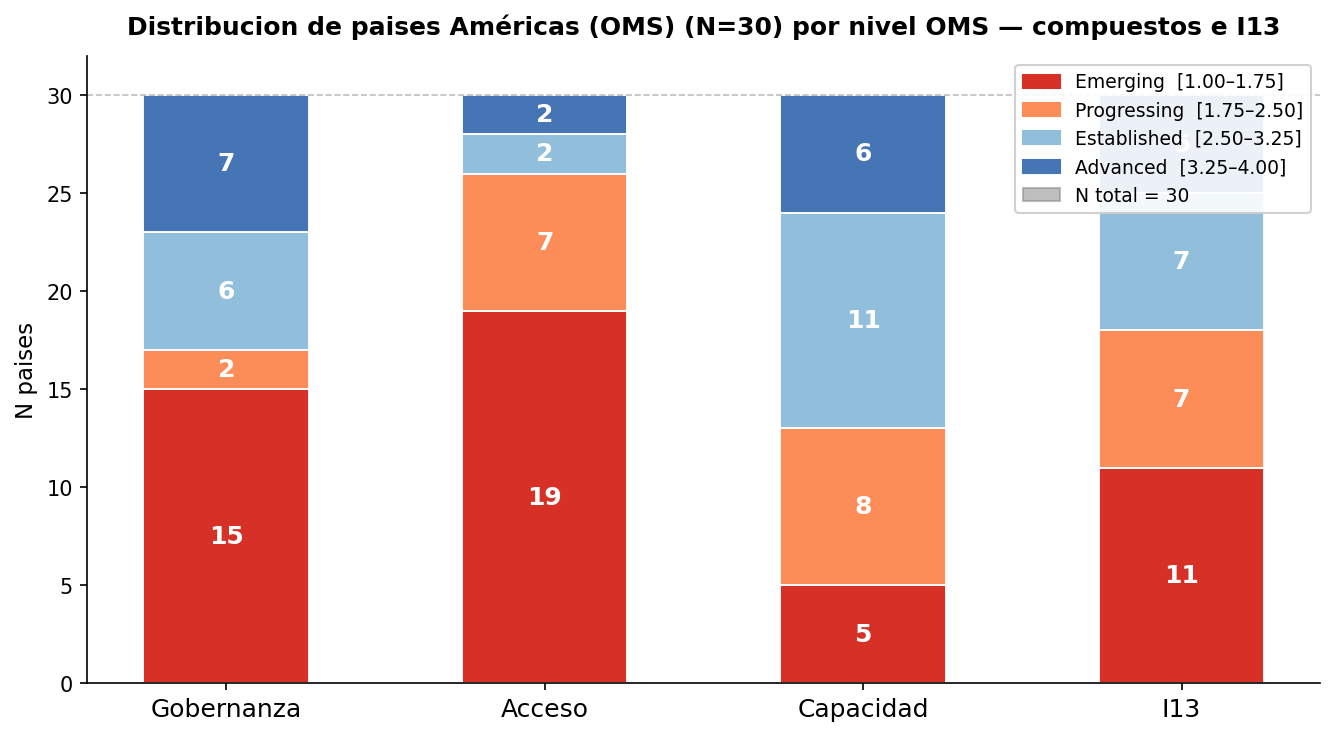 Distribucion de paises Américas (OMS) (N=30) por nivel OMS — compuestos e I13
Emerging [1.00–1.75]
Progressing [1.75–2.50]
Established [2.50–3.25]
Advanced [3.25–4.00]
N total = 30
N paises
30
25
20
15
10
5
0
7
6
2
15
2
2
7
19
6
11
8
5
7
7
11
Gobernanza
Acceso
Capacidad
I13